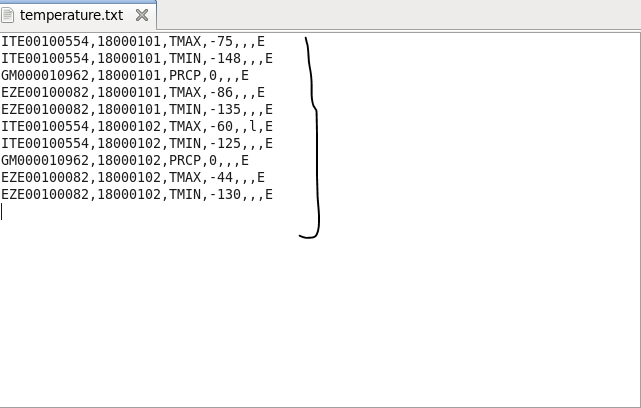 temperature.txt
ITE00100554,18000101,TMAX,-75,,,E
ITE00100554,18000101,TMIN,-148,,,E
GM000010962,18000101,PRCP,0,,,E
EZE00100082,18000101,TMAX,-86,,,E
EZE00100082,18000101,TMIN,-135,,,E
ITE00100554,18000102,TMAX,-60,,l,E
ITE00100554,18000102,TMIN,-125,,,E
GM000010962,18000102,PRCP,0,,,E
EZE00100082,18000102,TMAX,-44,,,E
EZE00100082,18000102,TMIN,-130,,,E